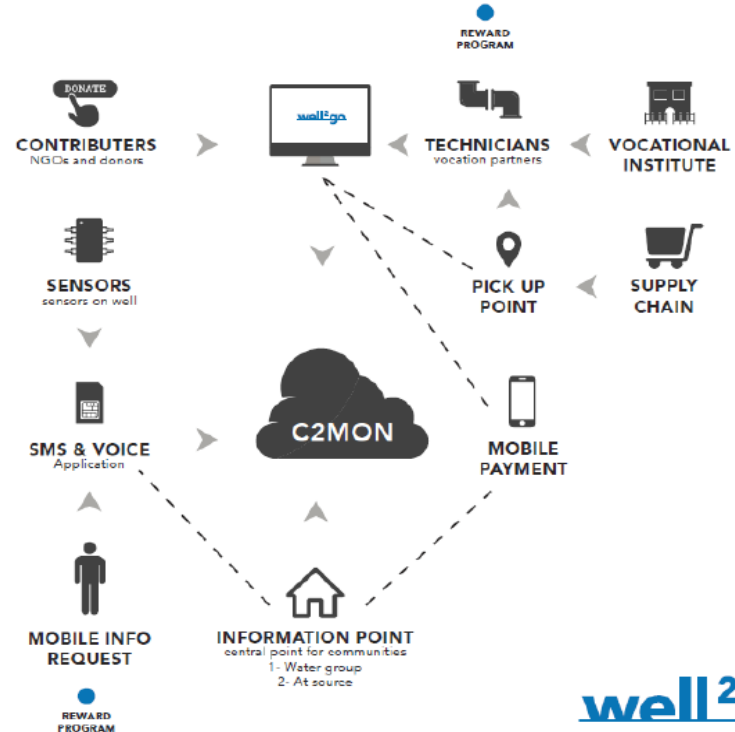 REWARD
PROGRAM
DONATE
well2go
CONTRIBUTERS
NGOs and donors
TECHNICIANS
vocation partners
VOCATIONAL
INSTITUTE
SENSORS
sensors on well
PICK UP
POINT
SUPPLY
CHAIN
SMS & VOICE
Application
C2MON
MOBILE
PAYMENT
MOBILE INFO
REQUEST
INFORMATION POINT
central point for communities
1- Water group
2- At source
REWARD
PROGRAM
well2